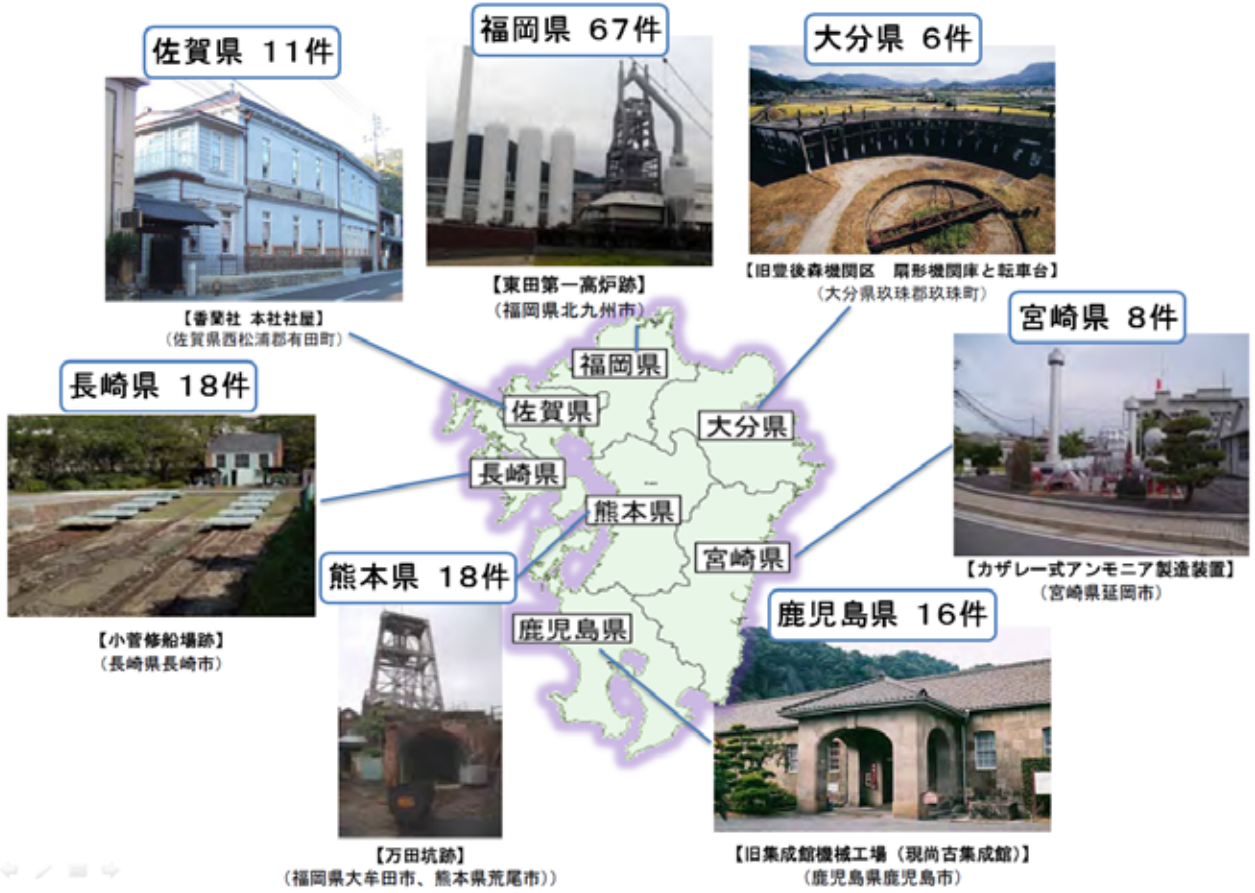 佐賀県 11件
福岡県 67件
大分県 6件
【香蘭社 本社社屋】
（佐賀県西松浦郡有田町）
【東田第一高炉跡】
（福岡県北九州市）
【旧豊後森機関区 扇形機関庫と転車台】
（大分県玖珠郡玖珠町）
宮崎県 8件
長崎県 18件
福岡県
佐賀県
大分県
長崎県
熊本県
宮崎県
鹿児島県
【カザレー式アンモニア製造装置】
（宮崎県延岡市）
熊本県 18件
鹿児島県 16件
【小菅修船場跡】
（長崎県長崎市）
【万田坑跡】
（福岡県大牟田市、熊本県荒尾市））
【旧集成館機械工場（現尚古集成館）】
（鹿児島県鹿児島市）